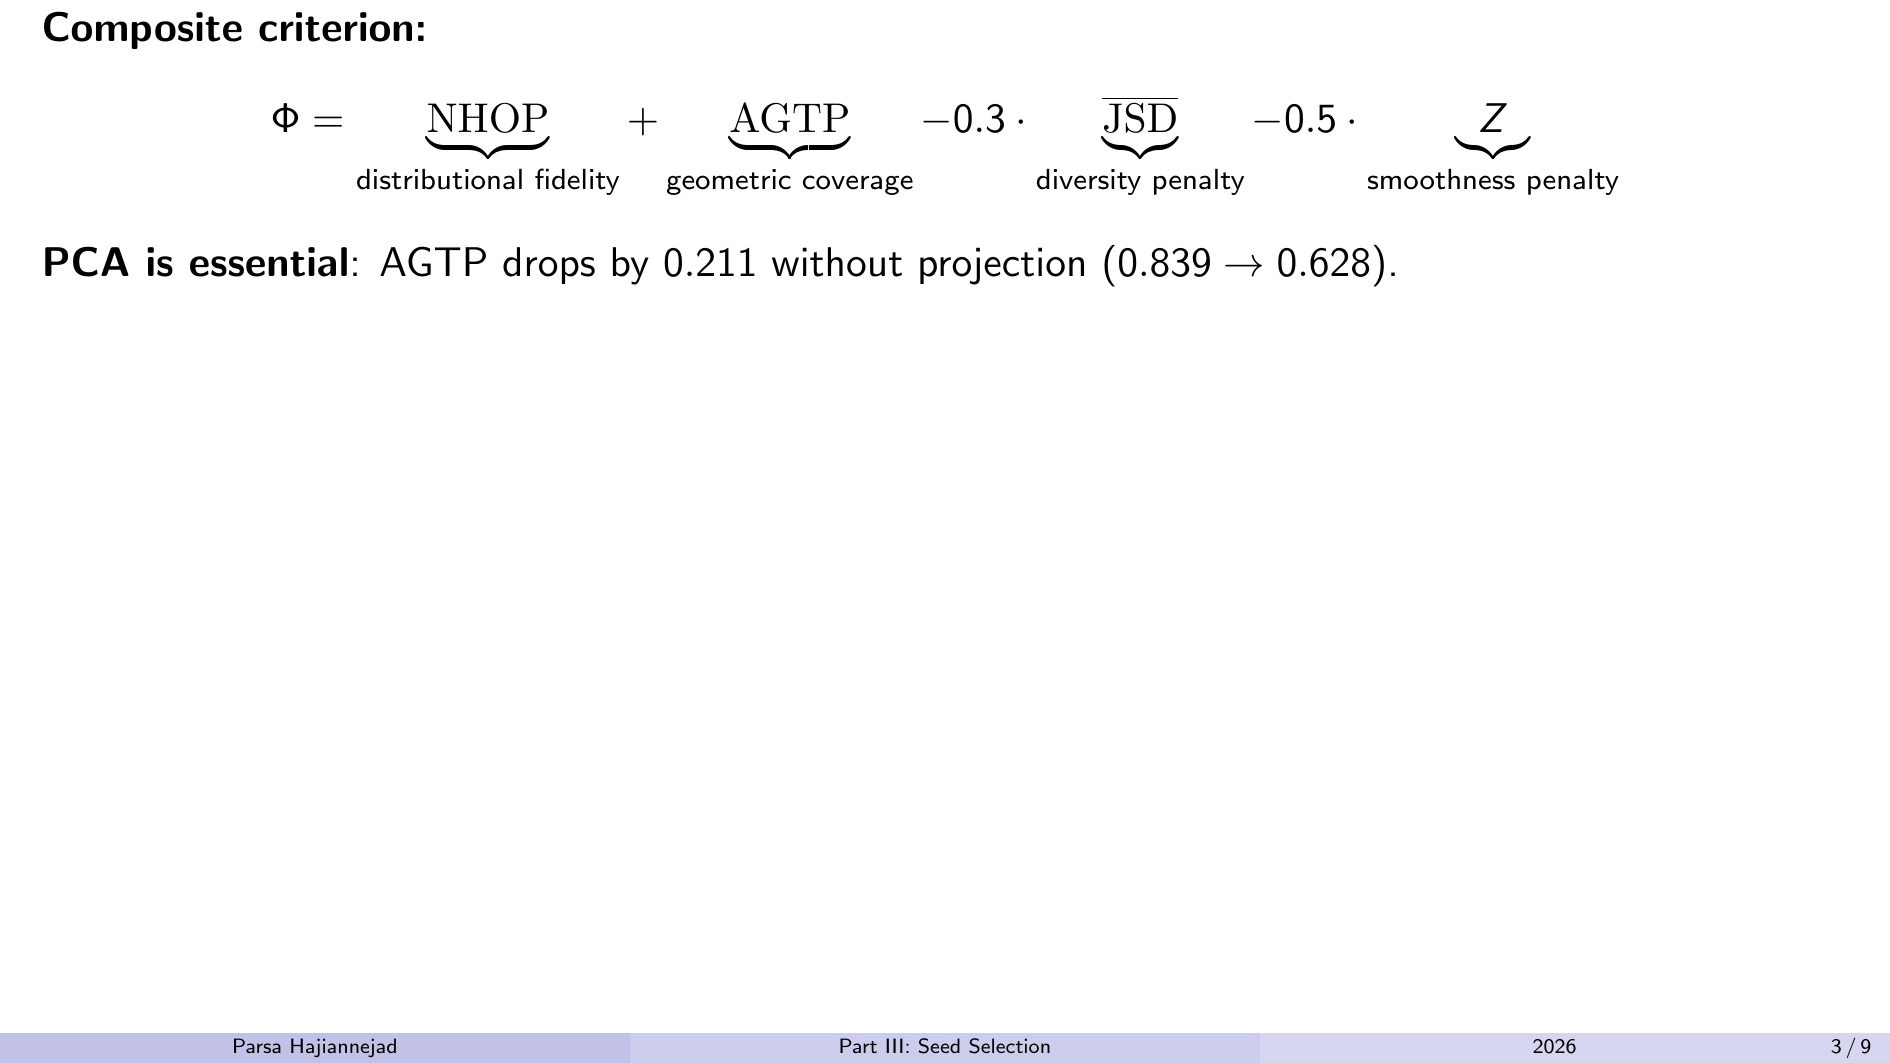 Composite criterion:
Φ = NHOP + AGTP −0.3 · \overline{JSD} −0.5 · Z
distributional fidelity geometric coverage diversity penalty smoothness penalty
PCA is essential: AGTP drops by 0.211 without projection (0.839 → 0.628).
Parsa Hajiannejad Part III: Seed Selection 2026 3 / 9